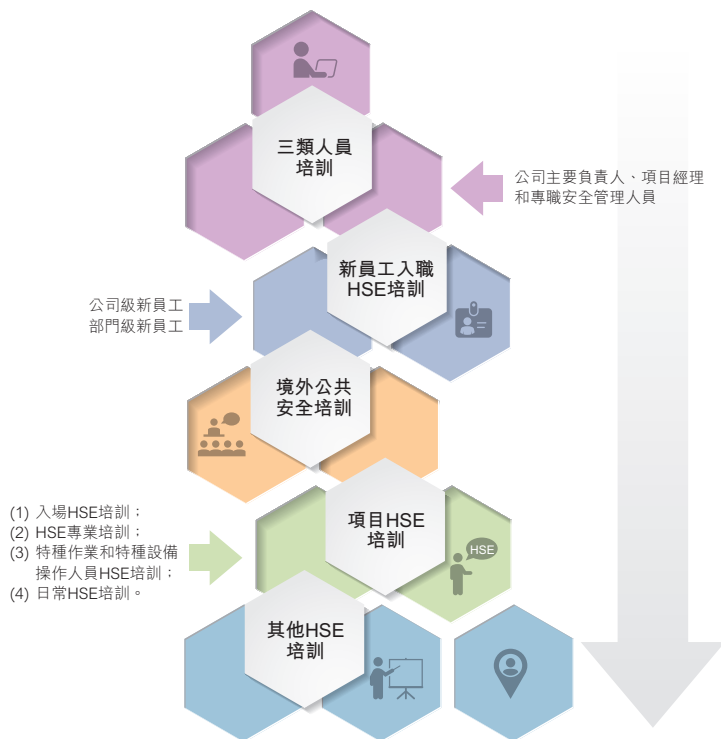 三類人員
培訓
公司主要負責人、項目經理
和專職安全管理人員
新員工入職
HSE培訓
公司級新員工
部門級新員工
境外公共
安全培訓
(1) 入場HSE培訓；
(2) HSE專業培訓；
(3) 特種作業和特種設備
操作人員HSE培訓；
(4) 日常HSE培訓。
項目HSE
培訓
HSE
其他HSE
培訓